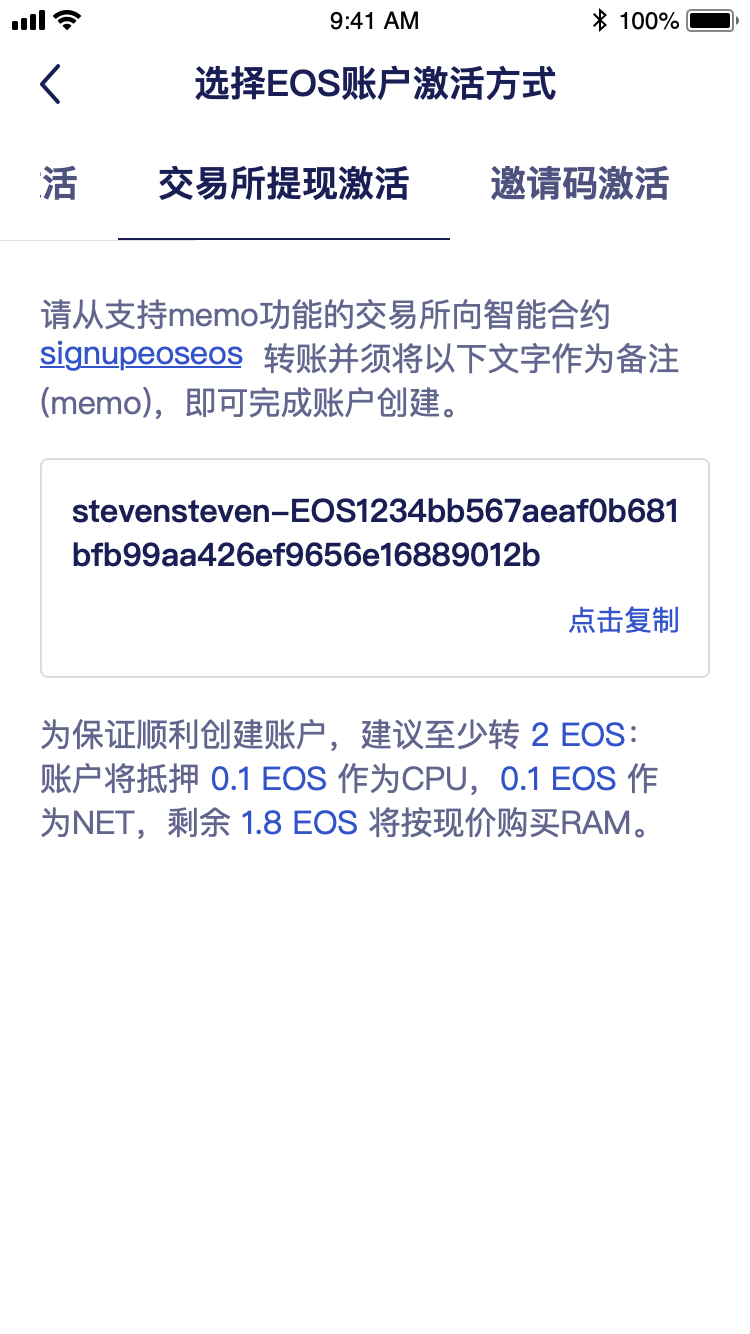 9:41 AM
100%
选择EOS账户激活方式
活
交易所提现激活
邀请码激活
请从支持memo功能的交易所向智能合约
signupeoseos 转账并须将以下文字作为备注
(memo)，即可完成账户创建。
stevensteven-EOS1234bb567aeaf0b681
bfb99aa426ef9656e16889012b
点击复制
为保证顺利创建账户，建议至少转 2 EOS：
账户将抵押 0.1 EOS 作为CPU，0.1 EOS 作
为NET，剩余 1.8 EOS 将按现价购买RAM。